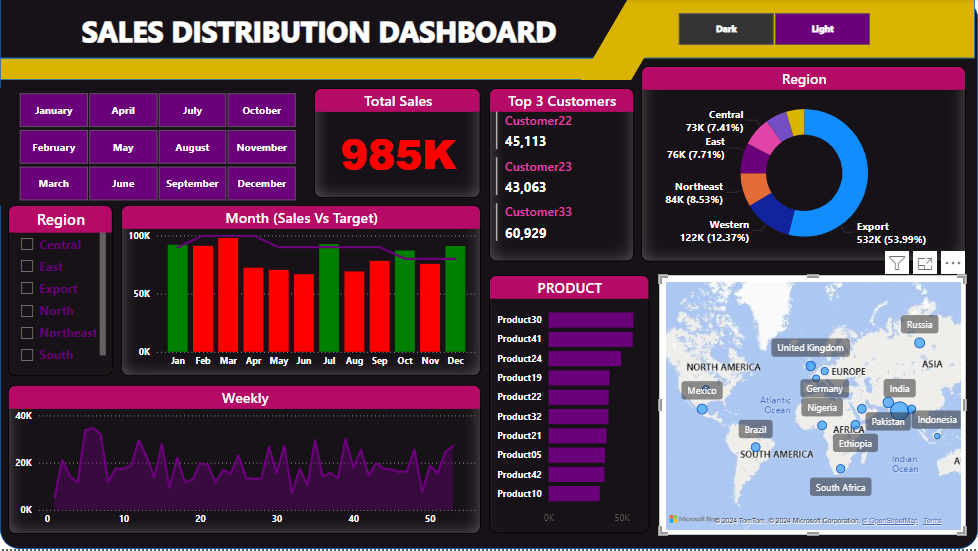 SALES DISTRIBUTION DASHBOARD
Dark
Light
January
April
July
October
February
May
August
November
March
June
September
December
Total Sales
985K
Top 3 Customers
Customer22
45,113
Customer23
43,063
Customer33
60,929
Region
Central
73K (7.41%)
East
76K (7.71%)
Northeast
84K (8.53%)
Western
122K (12.37%)
Export
532K (53.99%)
Region
Central
East
Export
North
Northeast
South
Month (Sales Vs Target)
100K
50K
0K
Jan Feb Mar Apr May Jun Jul Aug Sep Oct Nov Dec
Weekly
40K
20K
0K
0 10 20 30 40 50
PRODUCT
Product30
Product41
Product24
Product19
Product22
Product32
Product21
Product05
Product42
Product10
0K 50K
Russia
United Kingdom
NORTH AMERICA
EUROPE
ASIA
Germany
Mexico
India
Atlantic
Ocean
Nigeria
Pakistan
Indonesia
Brazil
AFRICA
Ethiopia
SOUTH AMERICA
Indian
Ocean
A
South Africa
Microsoft Bing
© 2024 TomTom, © 2024 Microsoft Corporation, © OpenStreetMap Terms